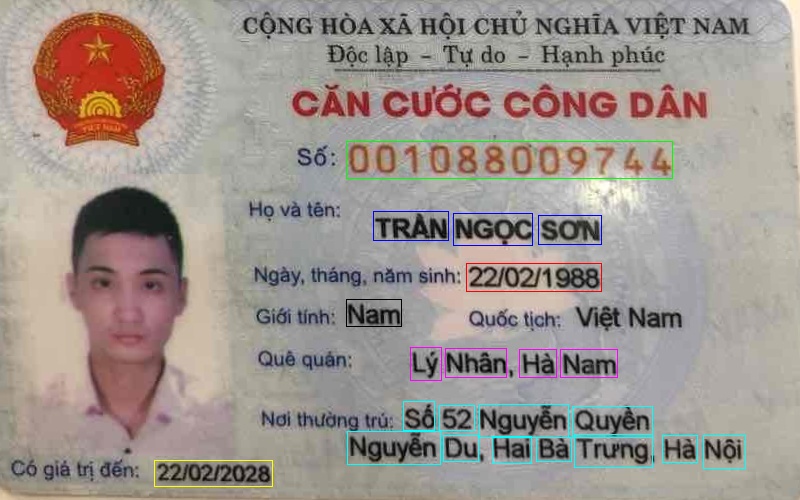 CỘNG HÒA XÃ HỘI CHỦ NGHĨA VIỆT NAM
Độc lập – Tự do – Hạnh phúc
CĂN CƯỚC CÔNG DÂN
VIỆT NAM
Số: 001088009744
Họ và tên: TRẦN NGỌC SƠN
Ngày, tháng, năm sinh: 22/02/1988
Giới tính: Nam Quốc tịch: Việt Nam
Quê quán: Lý Nhân, Hà Nam
Nơi thường trú: Số 52 Nguyễn Quyền
Nguyễn Du, Hai Bà Trưng, Hà Nội
Có giá trị đến: 22/02/2028